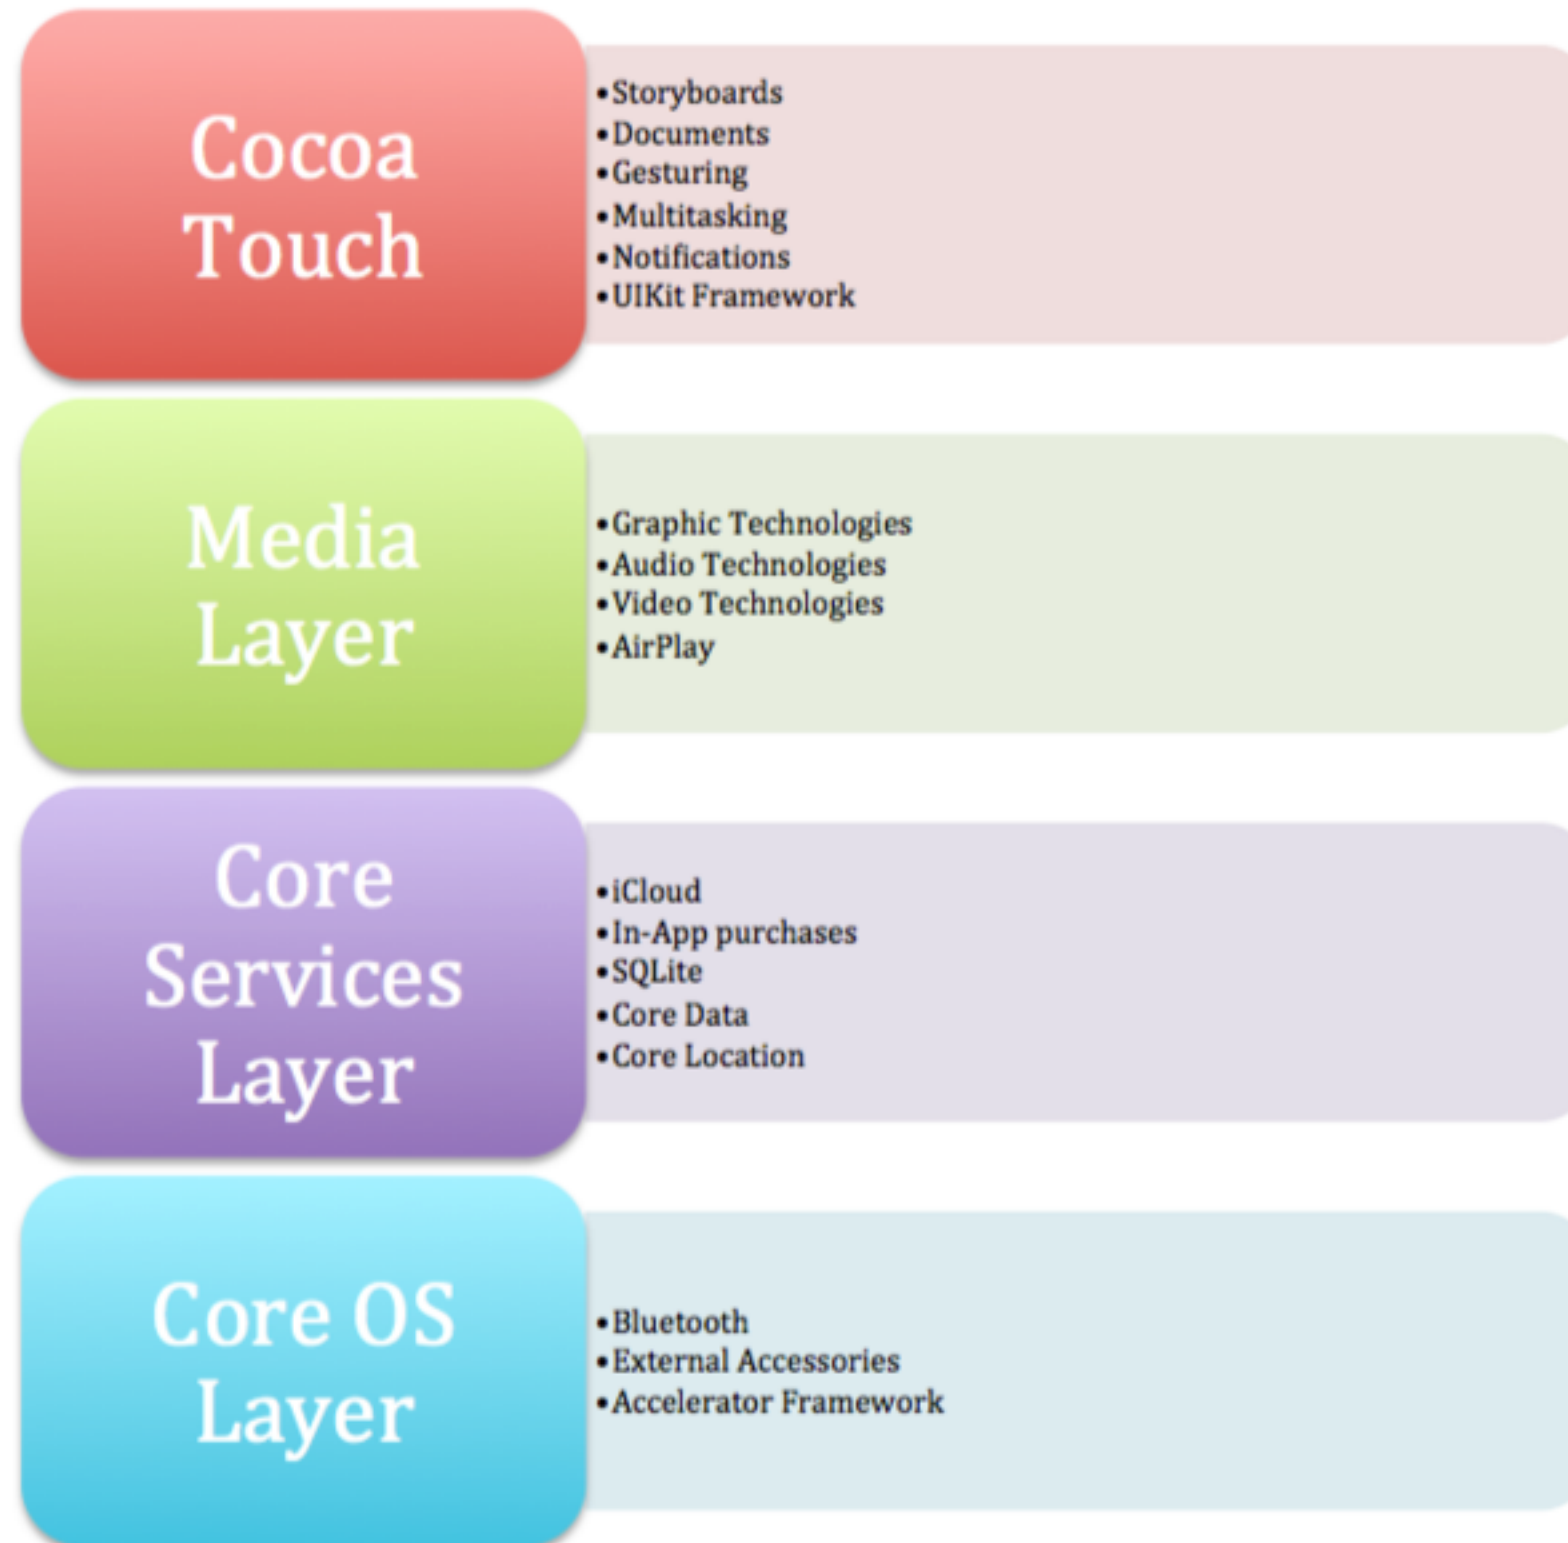 Cocoa
Touch
•Storyboards
•Documents
•Gesturing
•Multitasking
•Notifications
•UIKit Framework
Media
Layer
•Graphic Technologies
•Audio Technologies
•Video Technologies
•AirPlay
Core
Services
Layer
•iCloud
•In-App purchases
•SQLite
•Core Data
•Core Location
Core OS
Layer
•Bluetooth
•External Accessories
•Accelerator Framework